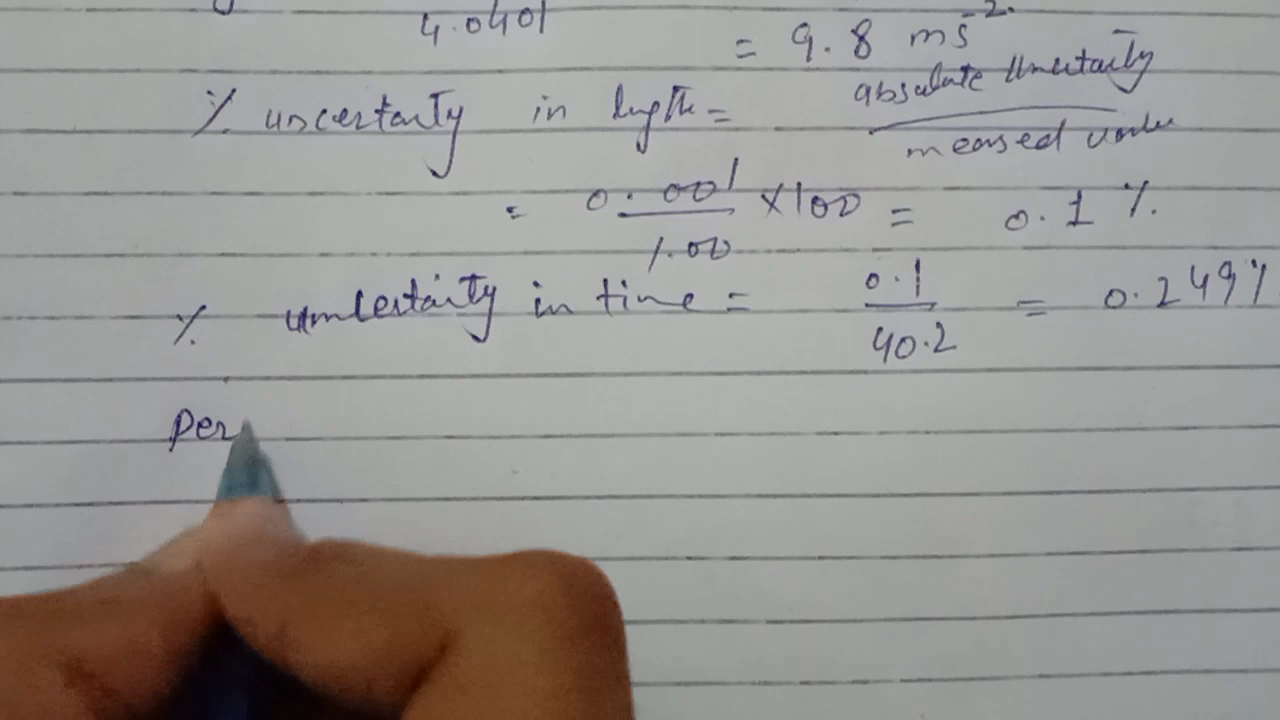 4.0401
= 9.8 ms⁻².
% uncertainty in length = absolute Uncertainty
meased value
= 0.001 ×100 = 0.1 %.
1.00
% uncertainty in time = 0.1 = 0.249%
40.2
Per